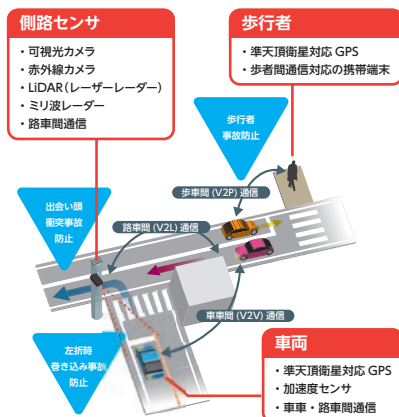 側路センサ
・可視光カメラ
・赤外線カメラ
・LiDAR(レーザーレーダー)
・ミリ波レーダー
・路車間通信
歩行者
・準天頂衛星対応 GPS
・歩者間通信対応の携帯端末
歩行者
事故防止
出会い頭
衝突事故
防止
歩車間 (V2P) 通信
路車間 (V2L) 通信
車車間 (V2V) 通信
左折時
巻き込み事故
防止
車両
・準天頂衛星対応 GPS
・加速度センサ
・車車・路車間通信